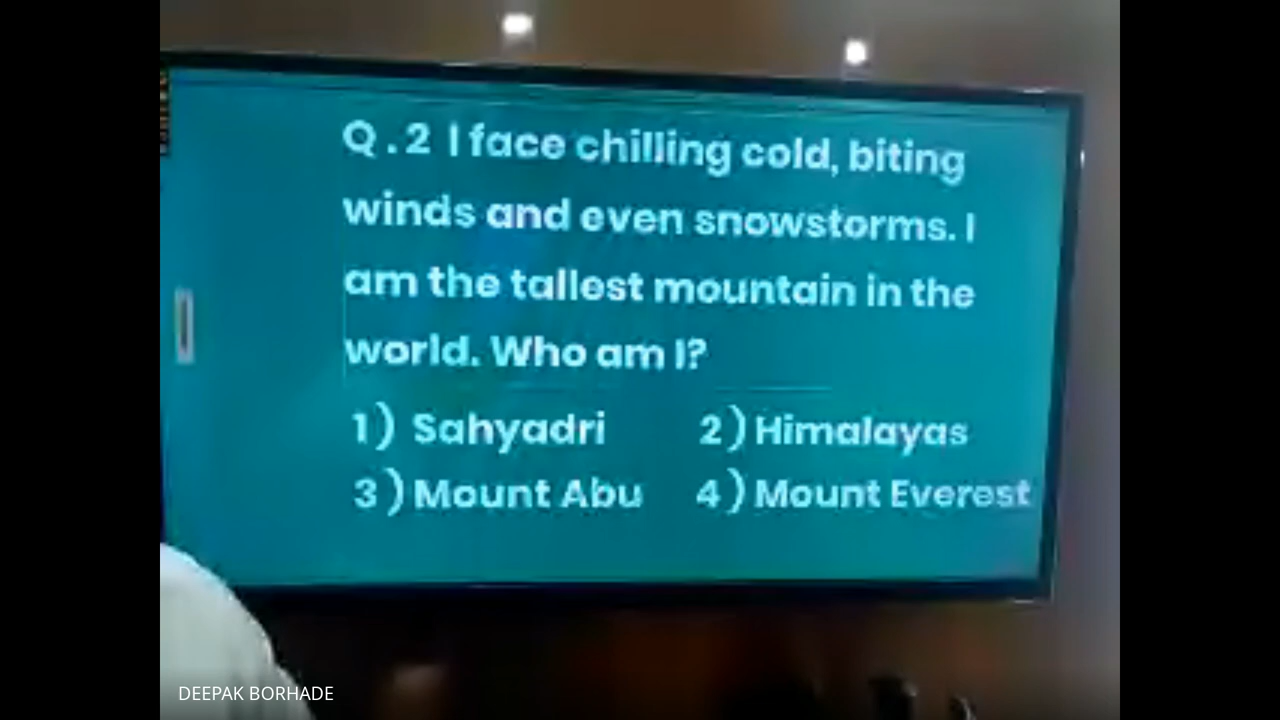 Q.2 I face chilling cold, biting
winds and even snowstorms. I
am the tallest mountain in the
world. Who am I?
1) Sahyadri 2) Himalayas
3) Mount Abu 4) Mount Everest
DEEPAK BORHADE